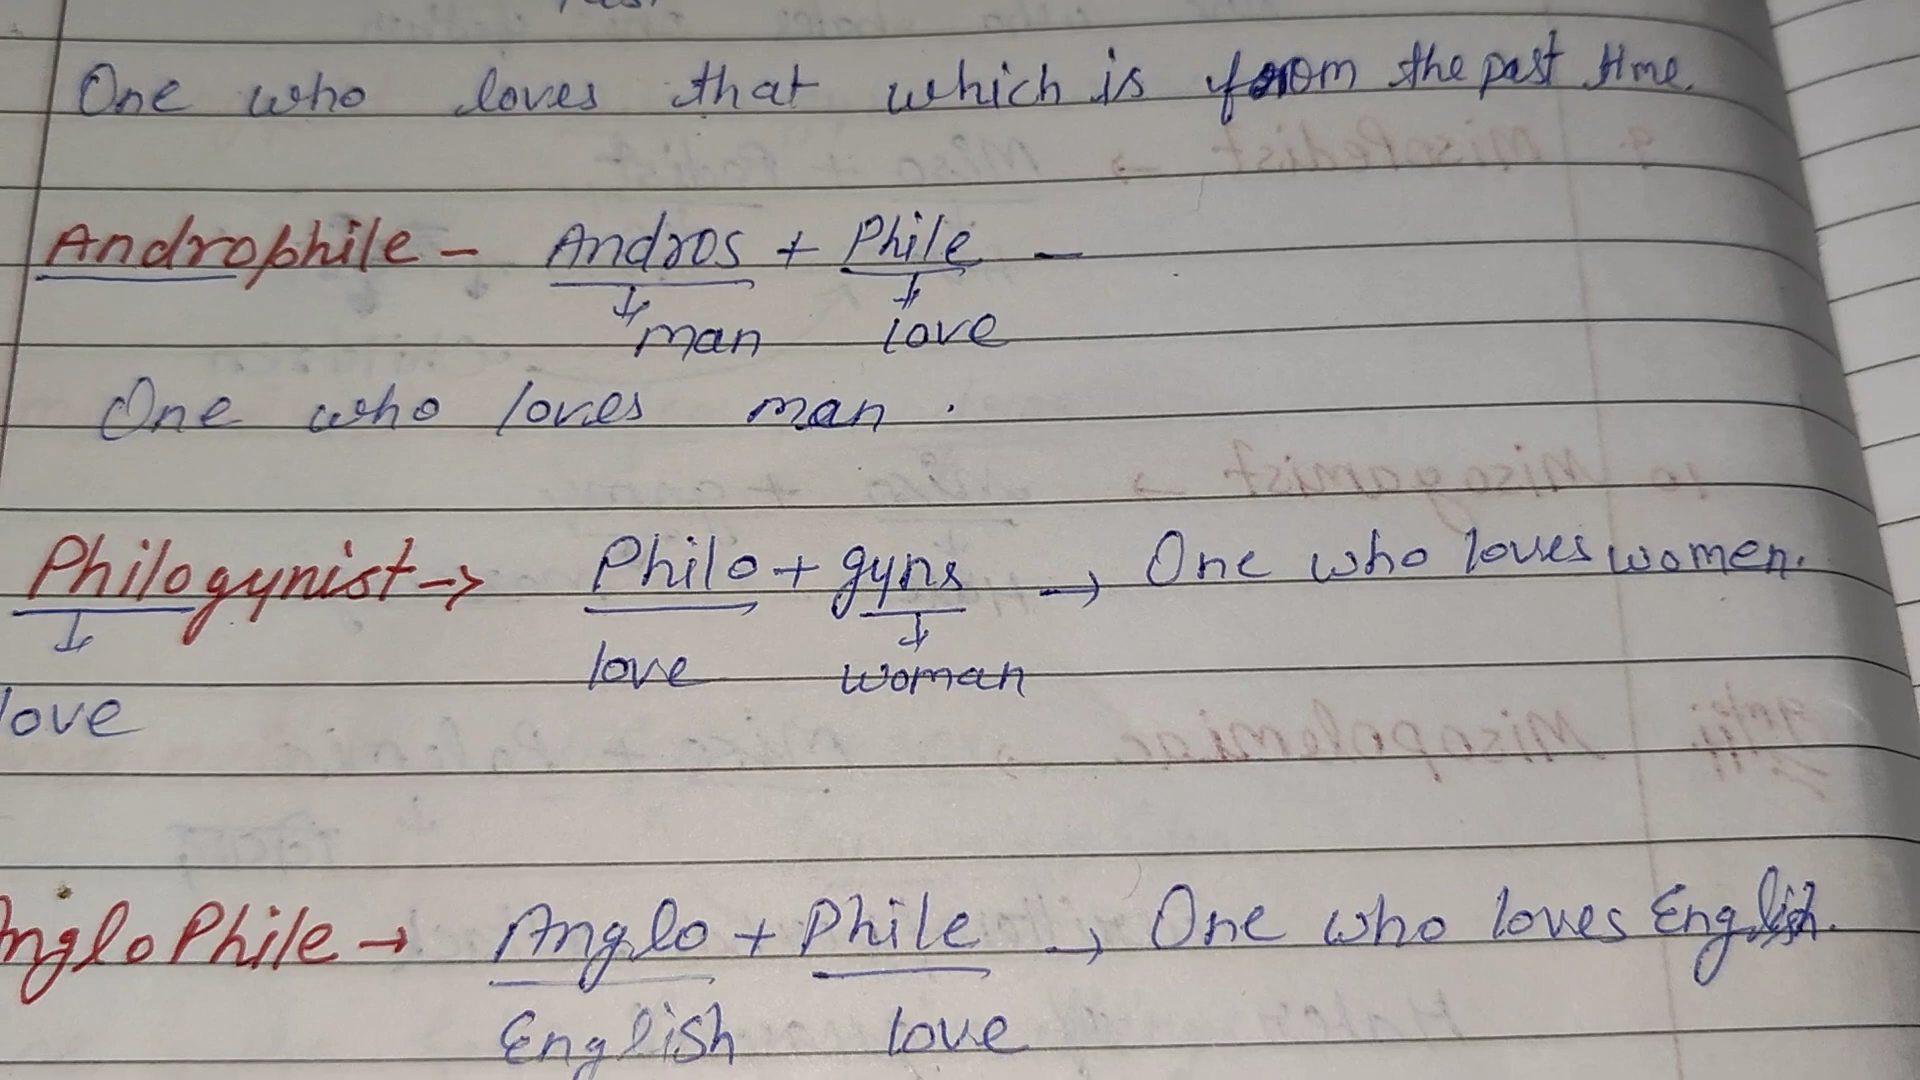 One who loves that which is from the past time.
Androphile - Andros + Phile -
man love
One who loves man.
Philogynist -> Philo + gyns -> One who loves women.
love woman
love
AngloPhile -> Anglo + Phile -> One who loves English.
English love